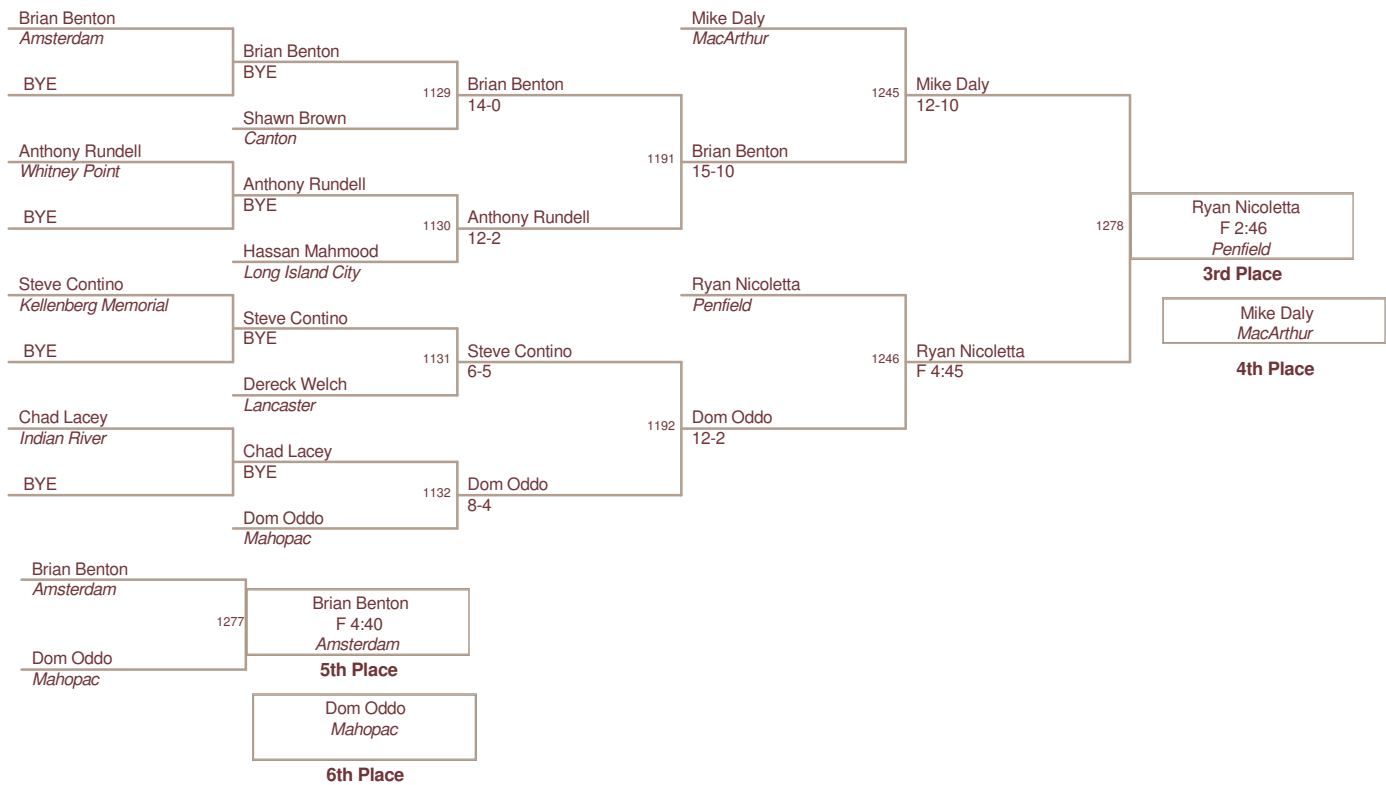 Brian Benton
Amsterdam
BYE
Anthony Rundell
Whitney Point
BYE
Steve Contino
Kellenberg Memorial
BYE
Chad Lacey
Indian River
BYE
Brian Benton
BYE
1129
Shawn Brown
Canton
Anthony Rundell
BYE
1130
Hassan Mahmood
Long Island City
Steve Contino
BYE
1131
Dereck Welch
Lancaster
Chad Lacey
BYE
1132
Dom Oddo
Mahopac
Brian Benton
14-0
1191
Anthony Rundell
12-2
Steve Contino
6-5
1192
Dom Oddo
8-4
Mike Daly
MacArthur
1245
Brian Benton
15-10
Ryan Nicoletta
Penfield
1246
Dom Oddo
12-2
Mike Daly
12-10
1278
Ryan Nicoletta
F 4:45
Ryan Nicoletta
F 2:46
Penfield
3rd Place
Mike Daly
MacArthur
4th Place
Brian Benton
Amsterdam
1277
Dom Oddo
Mahopac
Brian Benton
F 4:40
Amsterdam
5th Place
Dom Oddo
Mahopac
6th Place